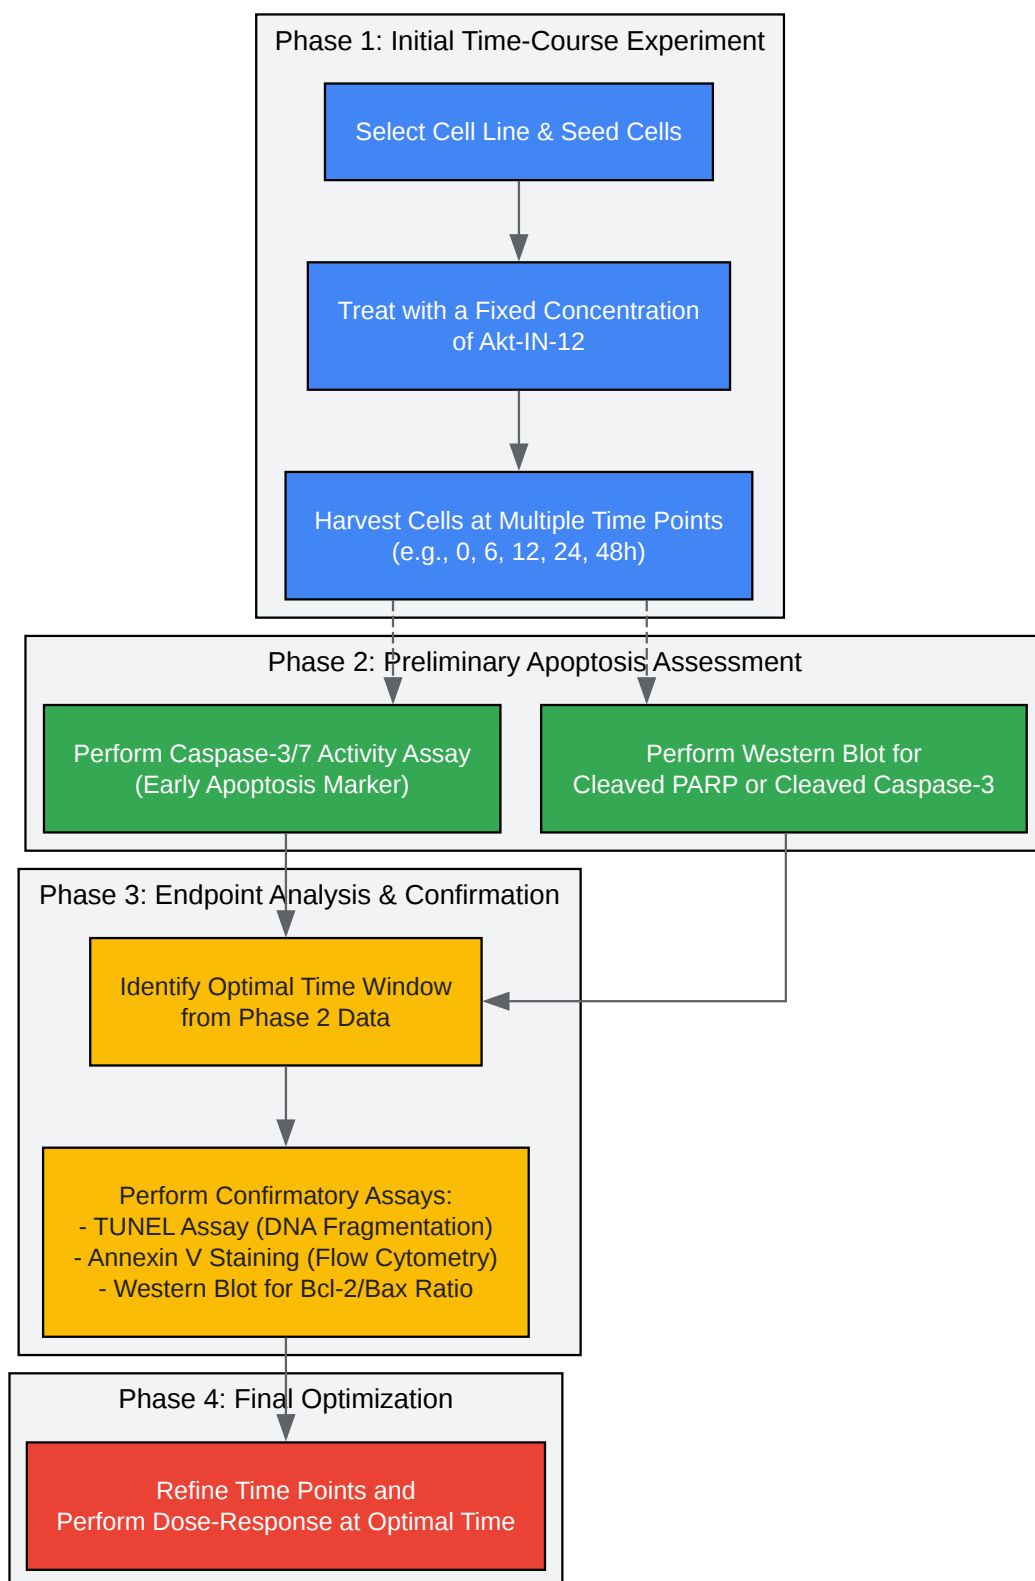 Phase 1: Initial Time-Course Experiment
Select Cell Line & Seed Cells
Treat with a Fixed Concentration
of Akt-IN-12
Harvest Cells at Multiple Time Points
(e.g., 0, 6, 12, 24, 48h)
Phase 2: Preliminary Apoptosis Assessment
Perform Caspase-3/7 Activity Assay
(Early Apoptosis Marker)
Perform Western Blot for
Cleaved PARP or Cleaved Caspase-3
Phase 3: Endpoint Analysis & Confirmation
Identify Optimal Time Window
from Phase 2 Data
Perform Confirmatory Assays:
- TUNEL Assay (DNA Fragmentation)
- Annexin V Staining (Flow Cytometry)
- Western Blot for Bcl-2/Bax Ratio
Phase 4: Final Optimization
Refine Time Points and
Perform Dose-Response at Optimal Time